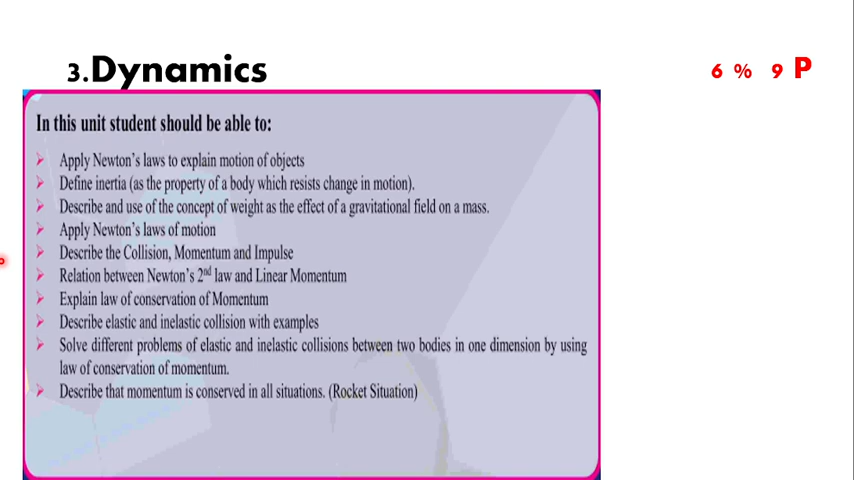 3.Dynamics
6 % 9 P
In this unit student should be able to:
➢ Apply Newton's laws to explain motion of objects
➢ Define inertia (as the property of a body which resists change in motion).
➢ Describe and use of the concept of weight as the effect of a gravitational field on a mass.
➢ Apply Newton's laws of motion
➢ Describe the Collision, Momentum and Impulse
➢ Relation between Newton's 2nd law and Linear Momentum
➢ Explain law of conservation of Momentum
➢ Describe elastic and inelastic collision with examples
➢ Solve different problems of elastic and inelastic collisions between two bodies in one dimension by using
law of conservation of momentum.
➢ Describe that momentum is conserved in all situations. (Rocket Situation)